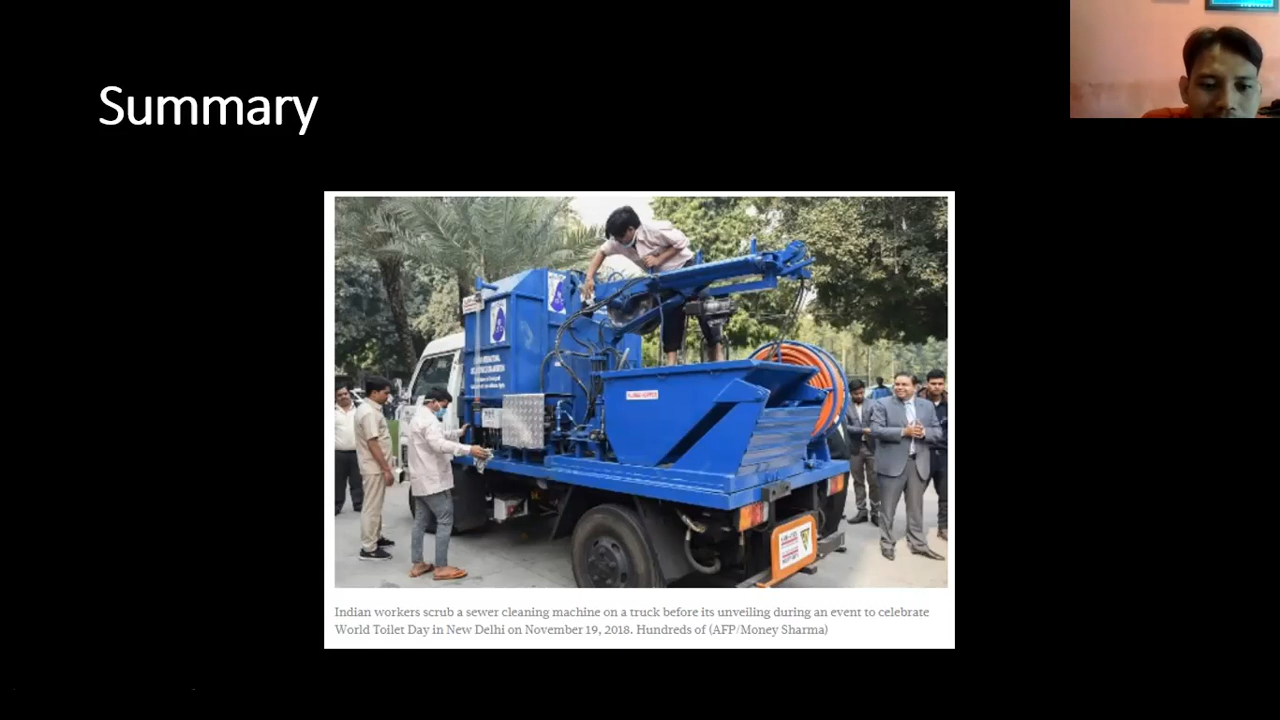 Summary
Indian workers scrub a sewer cleaning machine on a truck before its unveiling during an event to celebrate
World Toilet Day in New Delhi on November 19, 2018. Hundreds of (AFP/Money Sharma)